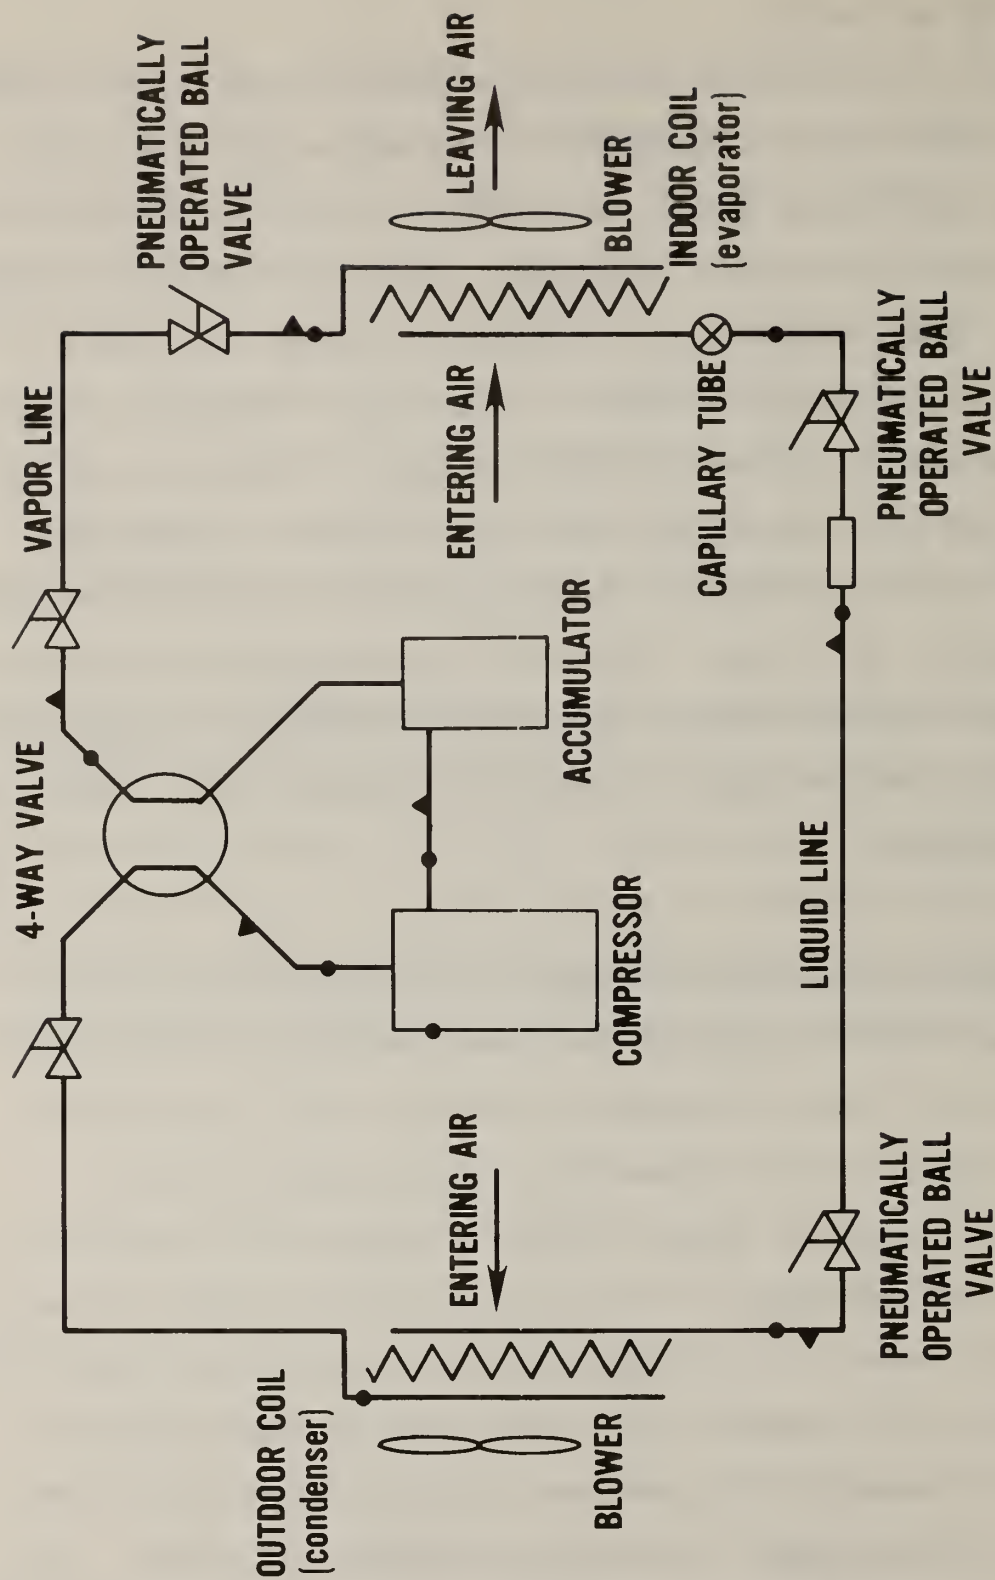 OUTDOOR COIL
(condenser)
BLOWER
ENTERING AIR
4-WAY VALVE
COMPRESSOR
ACCUMULATOR
VAPOR LINE
PNEUMATICALLY
OPERATED BALL
VALVE
ENTERING AIR
LEAVING AIR
BLOWER
INDOOR COIL
(evaporator)
CAPILLARY TUBE
LIQUID LINE
PNEUMATICALLY
OPERATED BALL
VALVE
PNEUMATICALLY
OPERATED BALL
VALVE